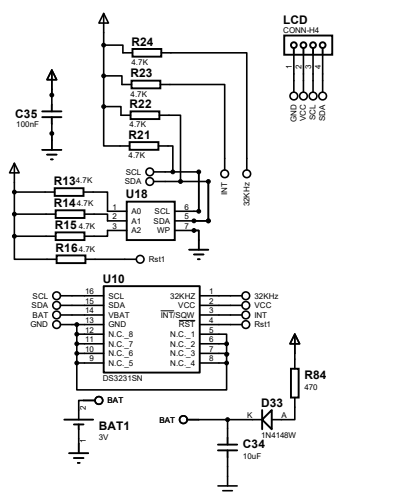 LCD
CONN-H4
1
2
3
4
GND
VCC
SCL
SDA
R24
4.7K
R23
4.7K
R22
4.7K
R21
4.7K
C35
100nF
SCL
SDA
INT
32KHz
R13 4.7K
R14 4.7K
R15 4.7K
R16 4.7K
U18
1 A0 SCL 6
2 A1 SDA 5
3 A2 WP 7
Rst1
U10
SCL 16 SCL 32KHZ 1 32KHz
SDA 15 SDA VCC 2 VCC
BAT 14 VBAT INT/SQW 3 INT
GND 13 GND RST 4 Rst1
12 N.C._8 N.C._1 5
11 N.C._7 N.C._2 6
10 N.C._6 N.C._3 7
9 N.C._5 N.C._4 8
DS3231SN
R84
470
BAT
2
BAT1
3V
1
BAT
K
D33
A
1N4148W
C34
10uF